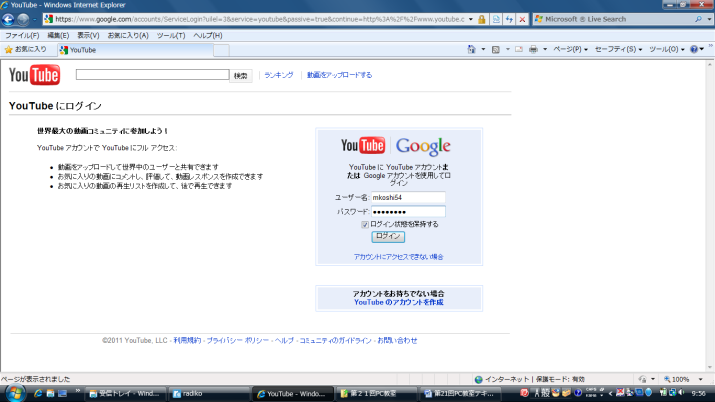 YouTube - Windows Internet Explorer
https://www.google.com/accounts/ServiceLogin?uilel=3&service=youtube&passive=true&continue=http%3A%2F%2Fwww.youtube.c
Microsoft ® Live Search
ファイル(F) 編集(E) 表示(V) お気に入り(A) ツール(T) ヘルプ(H)
お気に入り YouTube
ページ(P) セーフティ(S) ツール(O)
YouTube 検索 ランキング 動画をアップロードする
YouTube にログイン
世界最大の動画コミュニティに参加しよう!
YouTube アカウントで YouTube にフル アクセス:
• 動画をアップロードして世界中のユーザーと共有できます
• お気に入りの動画にコメントし、評価して、動画レスポンスを作成できます
• お気に入りの動画の再生リストを作成して、後で再生できます
YouTube Google
YouTube に YouTube アカウントま
たは Google アカウントを使用してロ
グイン
ユーザー名: mkoshi54
パスワード: ●●●●●●●●
ログイン状態を保持する
ログイン
アカウントにアクセスできない場合
アカウントをお持ちでない場合
YouTube のアカウントを作成
©2011 YouTube, LLC - 利用規約 - プライバシー ポリシー - ヘルプ - コミュニティのガイドライン - お問い合わせ
ページが表示されました
インターネット | 保護モード: 有効
100%
受信トレイ - Wind...
radiko
YouTube - Windo...
第21回PC教室
第21回PC教室テキ...
9:56